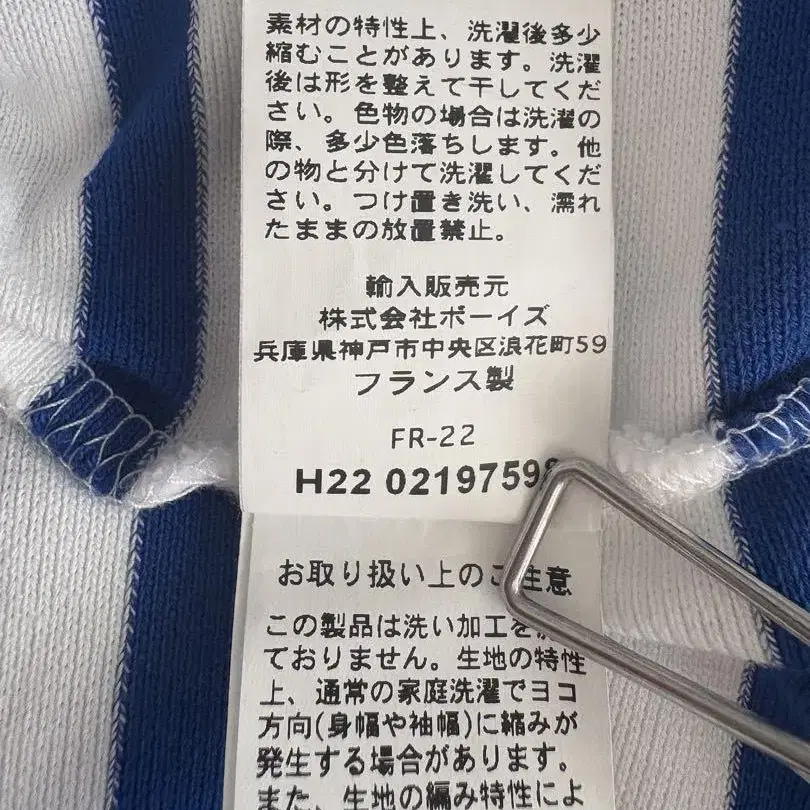 素材の特性上、洗濯後多少
縮むことがあります。洗濯
後は形を整えて干してくだ
さい。色物の場合は洗濯の
際、多少色落ちします。他
の物と分けて洗濯してくだ
さい。つけ置き洗い、濡れ
たままの放置禁止。
輸入販売元
株式会社ボーイズ
兵庫県神戸市中央区浪花町59
フランス製
FR-22
H22 0219759
お取り扱い上のご注意
この製品は洗い加工を
ておりません。生地の特性
上、通常の家庭洗濯でヨコ
方向(身幅や袖幅)に縮みが
発生する場合があります。
また、生地の編み特性によ